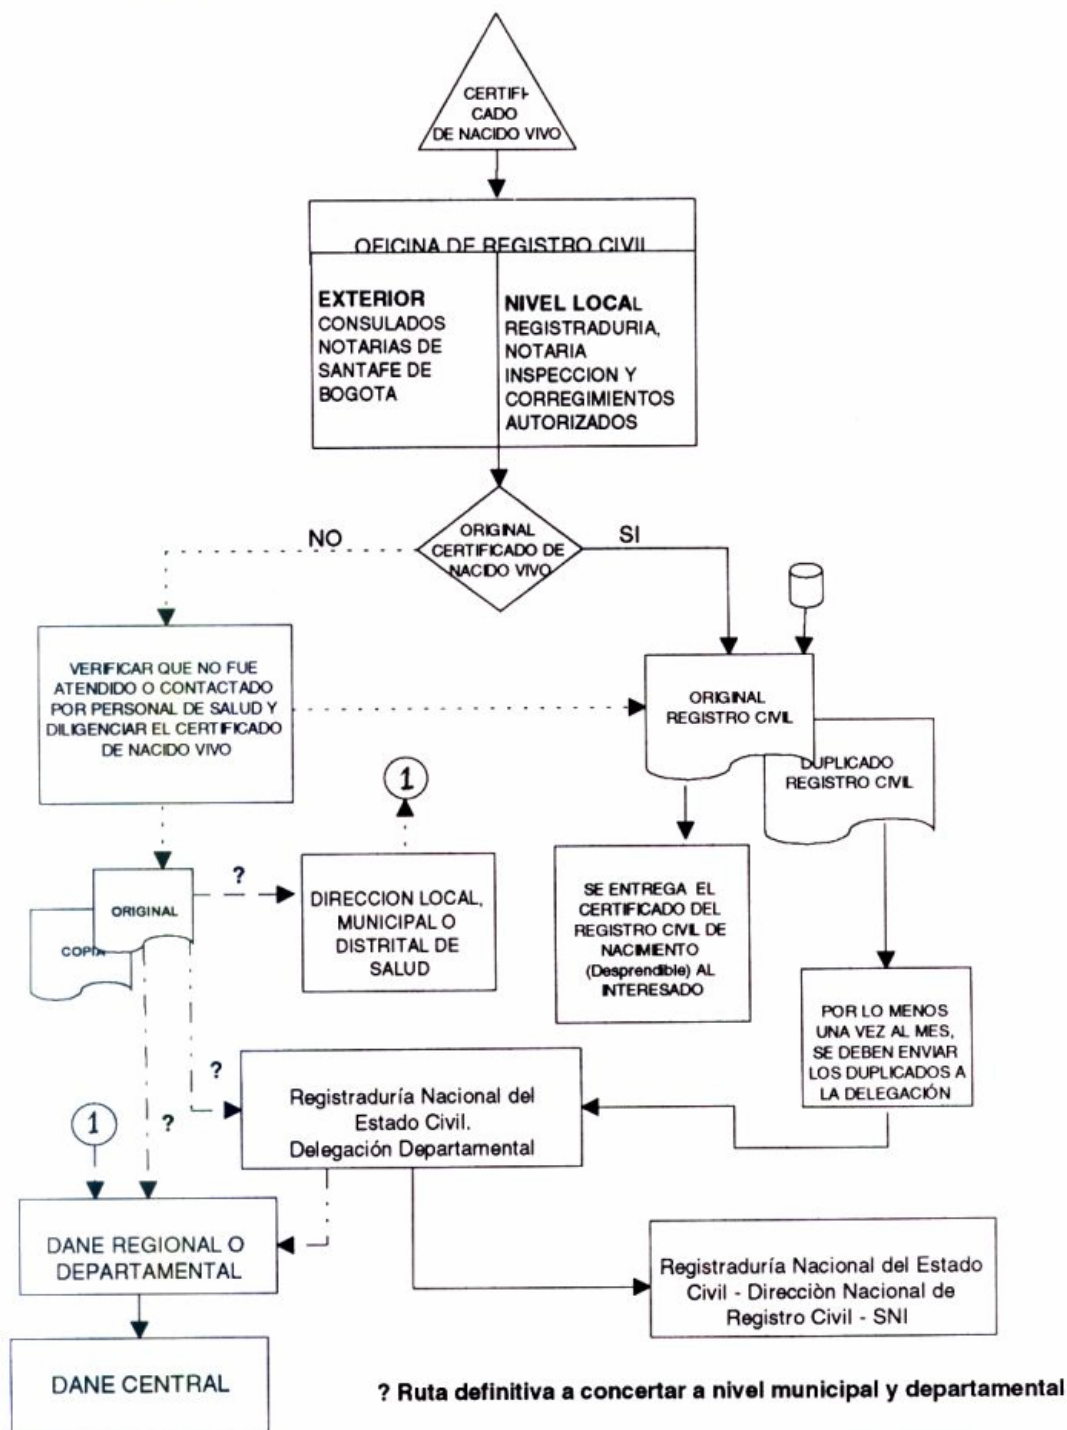 CERTIFI-
CADO
DE NACIDO VIVO
OFICINA DE REGISTRO CIVIL
EXTERIOR
CONSULADOS
NOTARIAS DE
SANTAFE DE
BOGOTA
NIVEL LOCAL
REGISTRADURIA,
NOTARIA
INSPECCION Y
CORREGIMIENTOS
AUTORIZADOS
ORIGINAL
CERTIFICADO DE
NACIDO VIVO
NO
SI
VERIFICAR QUE NO FUE
ATENDIDO O CONTACTADO
POR PERSONAL DE SALUD Y
DILIGENCIAR EL CERTIFICADO
DE NACIDO VIVO
ORIGINAL
REGISTRO CIVIL
DUPLICADO
REGISTRO CIVIL
1
ORIGINAL
COPIA
?
DIRECCION LOCAL,
MUNICIPAL O
DISTRITAL DE
SALUD
SE ENTREGA EL
CERTIFICADO DEL
REGISTRO CIVIL DE
NACIMIENTO
(Desprendible) AL
INTERESADO
POR LO MENOS
UNA VEZ AL MES,
SE DEBEN ENVIAR
LOS DUPLICADOS A
LA DELEGACIÓN
?
Registraduría Nacional del
Estado Civil.
Delegación Departamental
1
?
DANE REGIONAL O
DEPARTAMENTAL
Registraduría Nacional del Estado
Civil - Direcciòn Nacional de
Registro Civil - SNI
DANE CENTRAL
? Ruta definitiva a concertar a nivel municipal y departamental